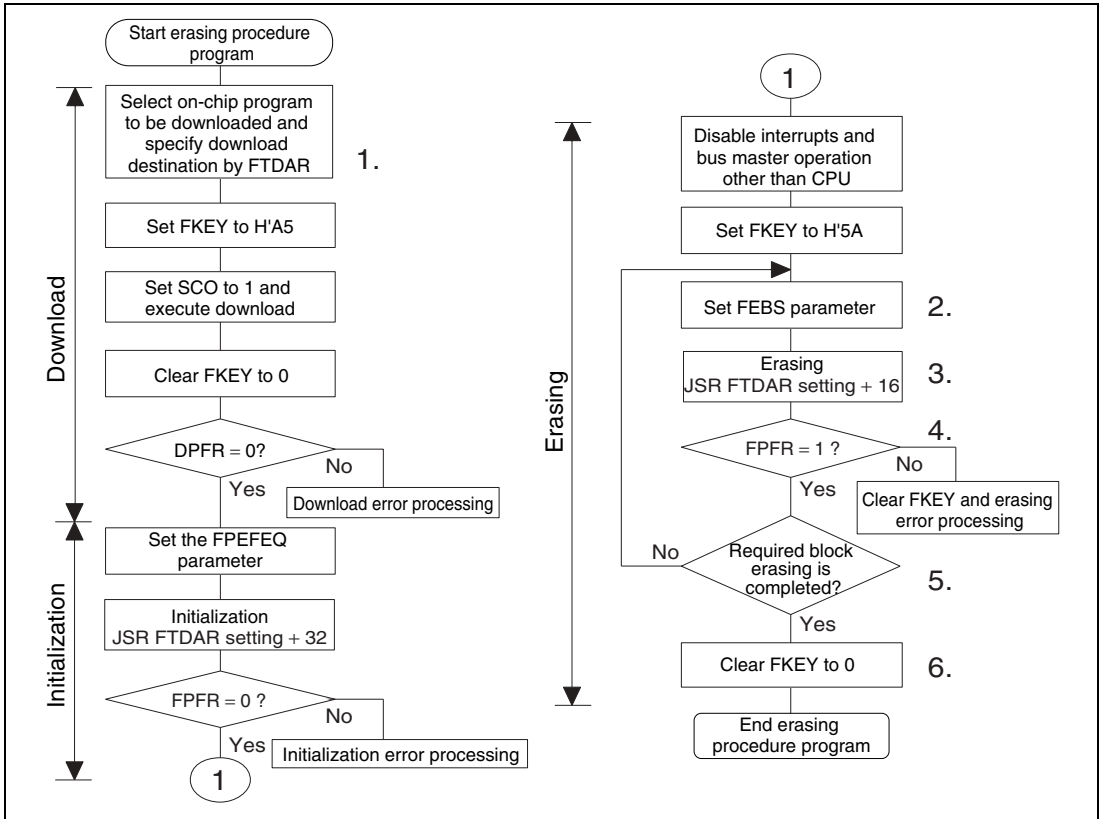 Start erasing procedure
program
Select on-chip program
to be downloaded and
specify download
destination by FTDAR
1.
Set FKEY to H'A5
Set SCO to 1 and
execute download
Clear FKEY to 0
DPFR = 0?
No
Yes
Download error processing
Download
Set the FPEFEQ
parameter
Initialization
JSR FTDAR setting + 32
FPFR = 0 ?
No
Yes
Initialization error processing
1
Initialization
1
Disable interrupts and
bus master operation
other than CPU
Set FKEY to H'5A
Set FEBS parameter
2.
Erasing
JSR FTDAR setting + 16
3.
4.
FPFR = 1 ?
No
Yes
Clear FKEY and erasing
error processing
No
Required block
erasing is
completed?
5.
Yes
Clear FKEY to 0
6.
End erasing
procedure program
Erasing